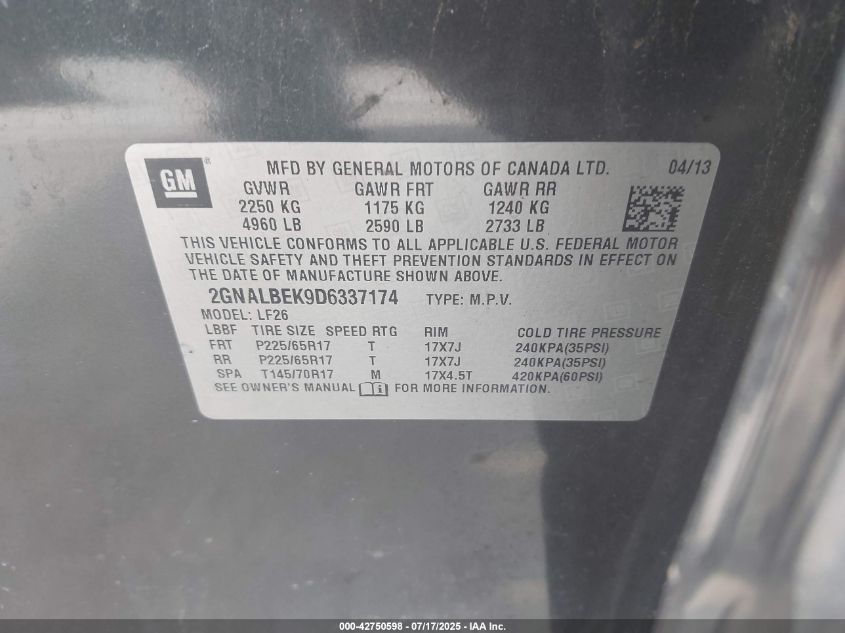 GM ® MFD BY GENERAL MOTORS OF CANADA LTD. 04/13
GVWR GAWR FRT GAWR RR
2250 KG 1175 KG 1240 KG
4960 LB 2590 LB 2733 LB
THIS VEHICLE CONFORMS TO ALL APPLICABLE U.S. FEDERAL MOTOR
VEHICLE SAFETY AND THEFT PREVENTION STANDARDS IN EFFECT ON
THE DATE OF MANUFACTURE SHOWN ABOVE.
2GNALBEK9D6337174 TYPE: M.P.V.
MODEL: LF26
LBBF TIRE SIZE SPEED RTG RIM COLD TIRE PRESSURE
FRT P225/65R17 T 17X7J 240KPA(35PSI)
RR P225/65R17 T 17X7J 240KPA(35PSI)
SPA T145/70R17 M 17X4.5T 420KPA(60PSI)
SEE OWNER'S MANUAL i FOR MORE INFORMATION.
000-42750598 - 07/17/2025 - IAA Inc.